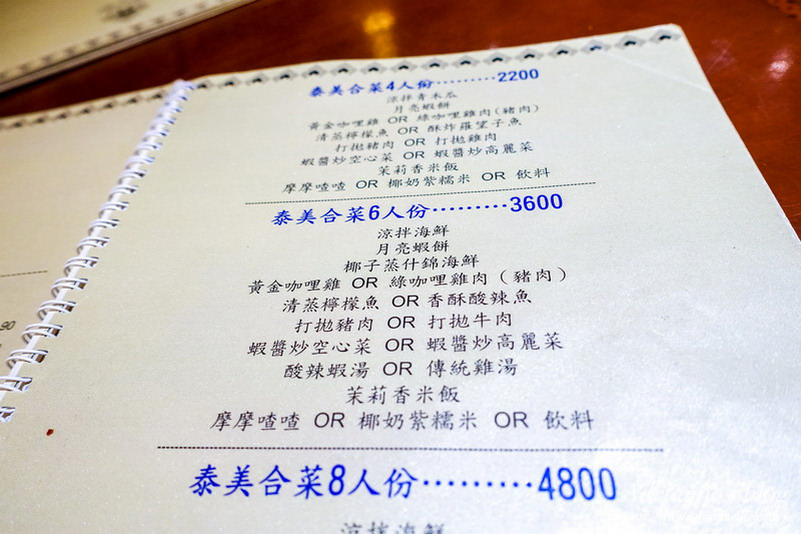 泰美合菜4人份………2200
涼拌青木瓜
月亮蝦餅
黃金咖哩雞 OR 綠咖哩雞肉(豬肉)
清蒸檸檬魚 OR 酥炸羅望子魚
打拋豬肉 OR 打拋雞肉
蝦醬炒空心菜 OR 蝦醬炒高麗菜
茉莉香米飯
摩摩喳喳 OR 椰奶紫糯米 OR 飲料
泰美合菜6人份………3600
涼拌海鮮
月亮蝦餅
椰子蒸什錦海鮮
黃金咖哩雞 OR 綠咖哩雞肉(豬肉)
清蒸檸檬魚 OR 香酥酸辣魚
打拋豬肉 OR 打拋牛肉
蝦醬炒空心菜 OR 蝦醬炒高麗菜
酸辣蝦湯 OR 傳統雞湯
茉莉香米飯
摩摩喳喳 OR 椰奶紫糯米 OR 飲料
90
泰美合菜8人份………4800
涼拌海鮮